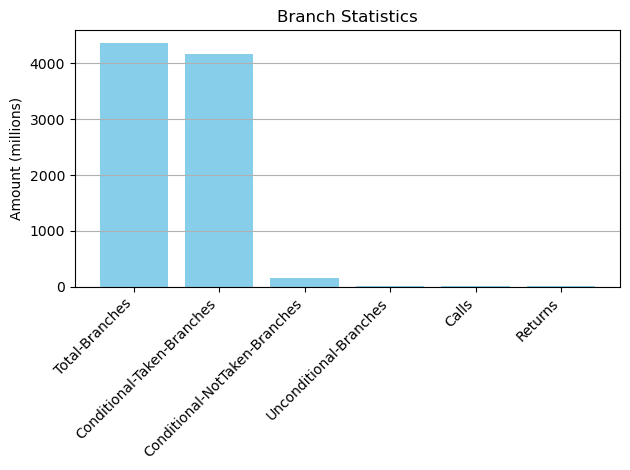 Branch Statistics
Amount (millions)
4000
3000
2000
1000
0
Total-Branches
Conditional-Taken-Branches
Conditional-NotTaken-Branches
Unconditional-Branches
Calls
Returns